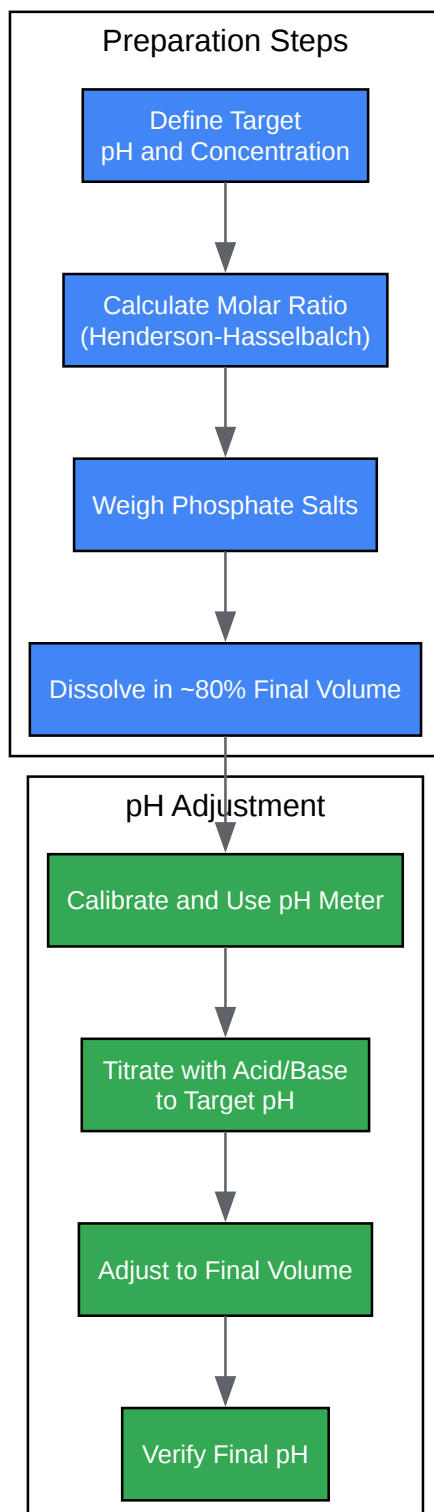 Preparation Steps
Define Target
pH and Concentration
Calculate Molar Ratio
(Henderson-Hasselbalch)
Weigh Phosphate Salts
Dissolve in ~80% Final Volume
pH Adjustment
Calibrate and Use pH Meter
Titrate with Acid/Base
to Target pH
Adjust to Final Volume
Verify Final pH